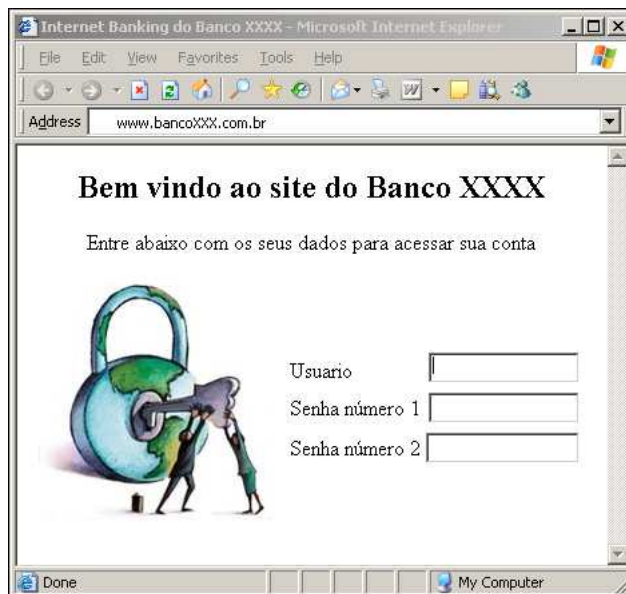 Internet Banking do Banco XXXX - Microsoft Internet Explorer
File Edit View Favorites Tools Help
Address www.bancoXXX.com.br
Bem vindo ao site do Banco XXXX
Entre abaixo com os seus dados para acessar sua conta
Usuario
Senha número 1
Senha número 2
Done My Computer